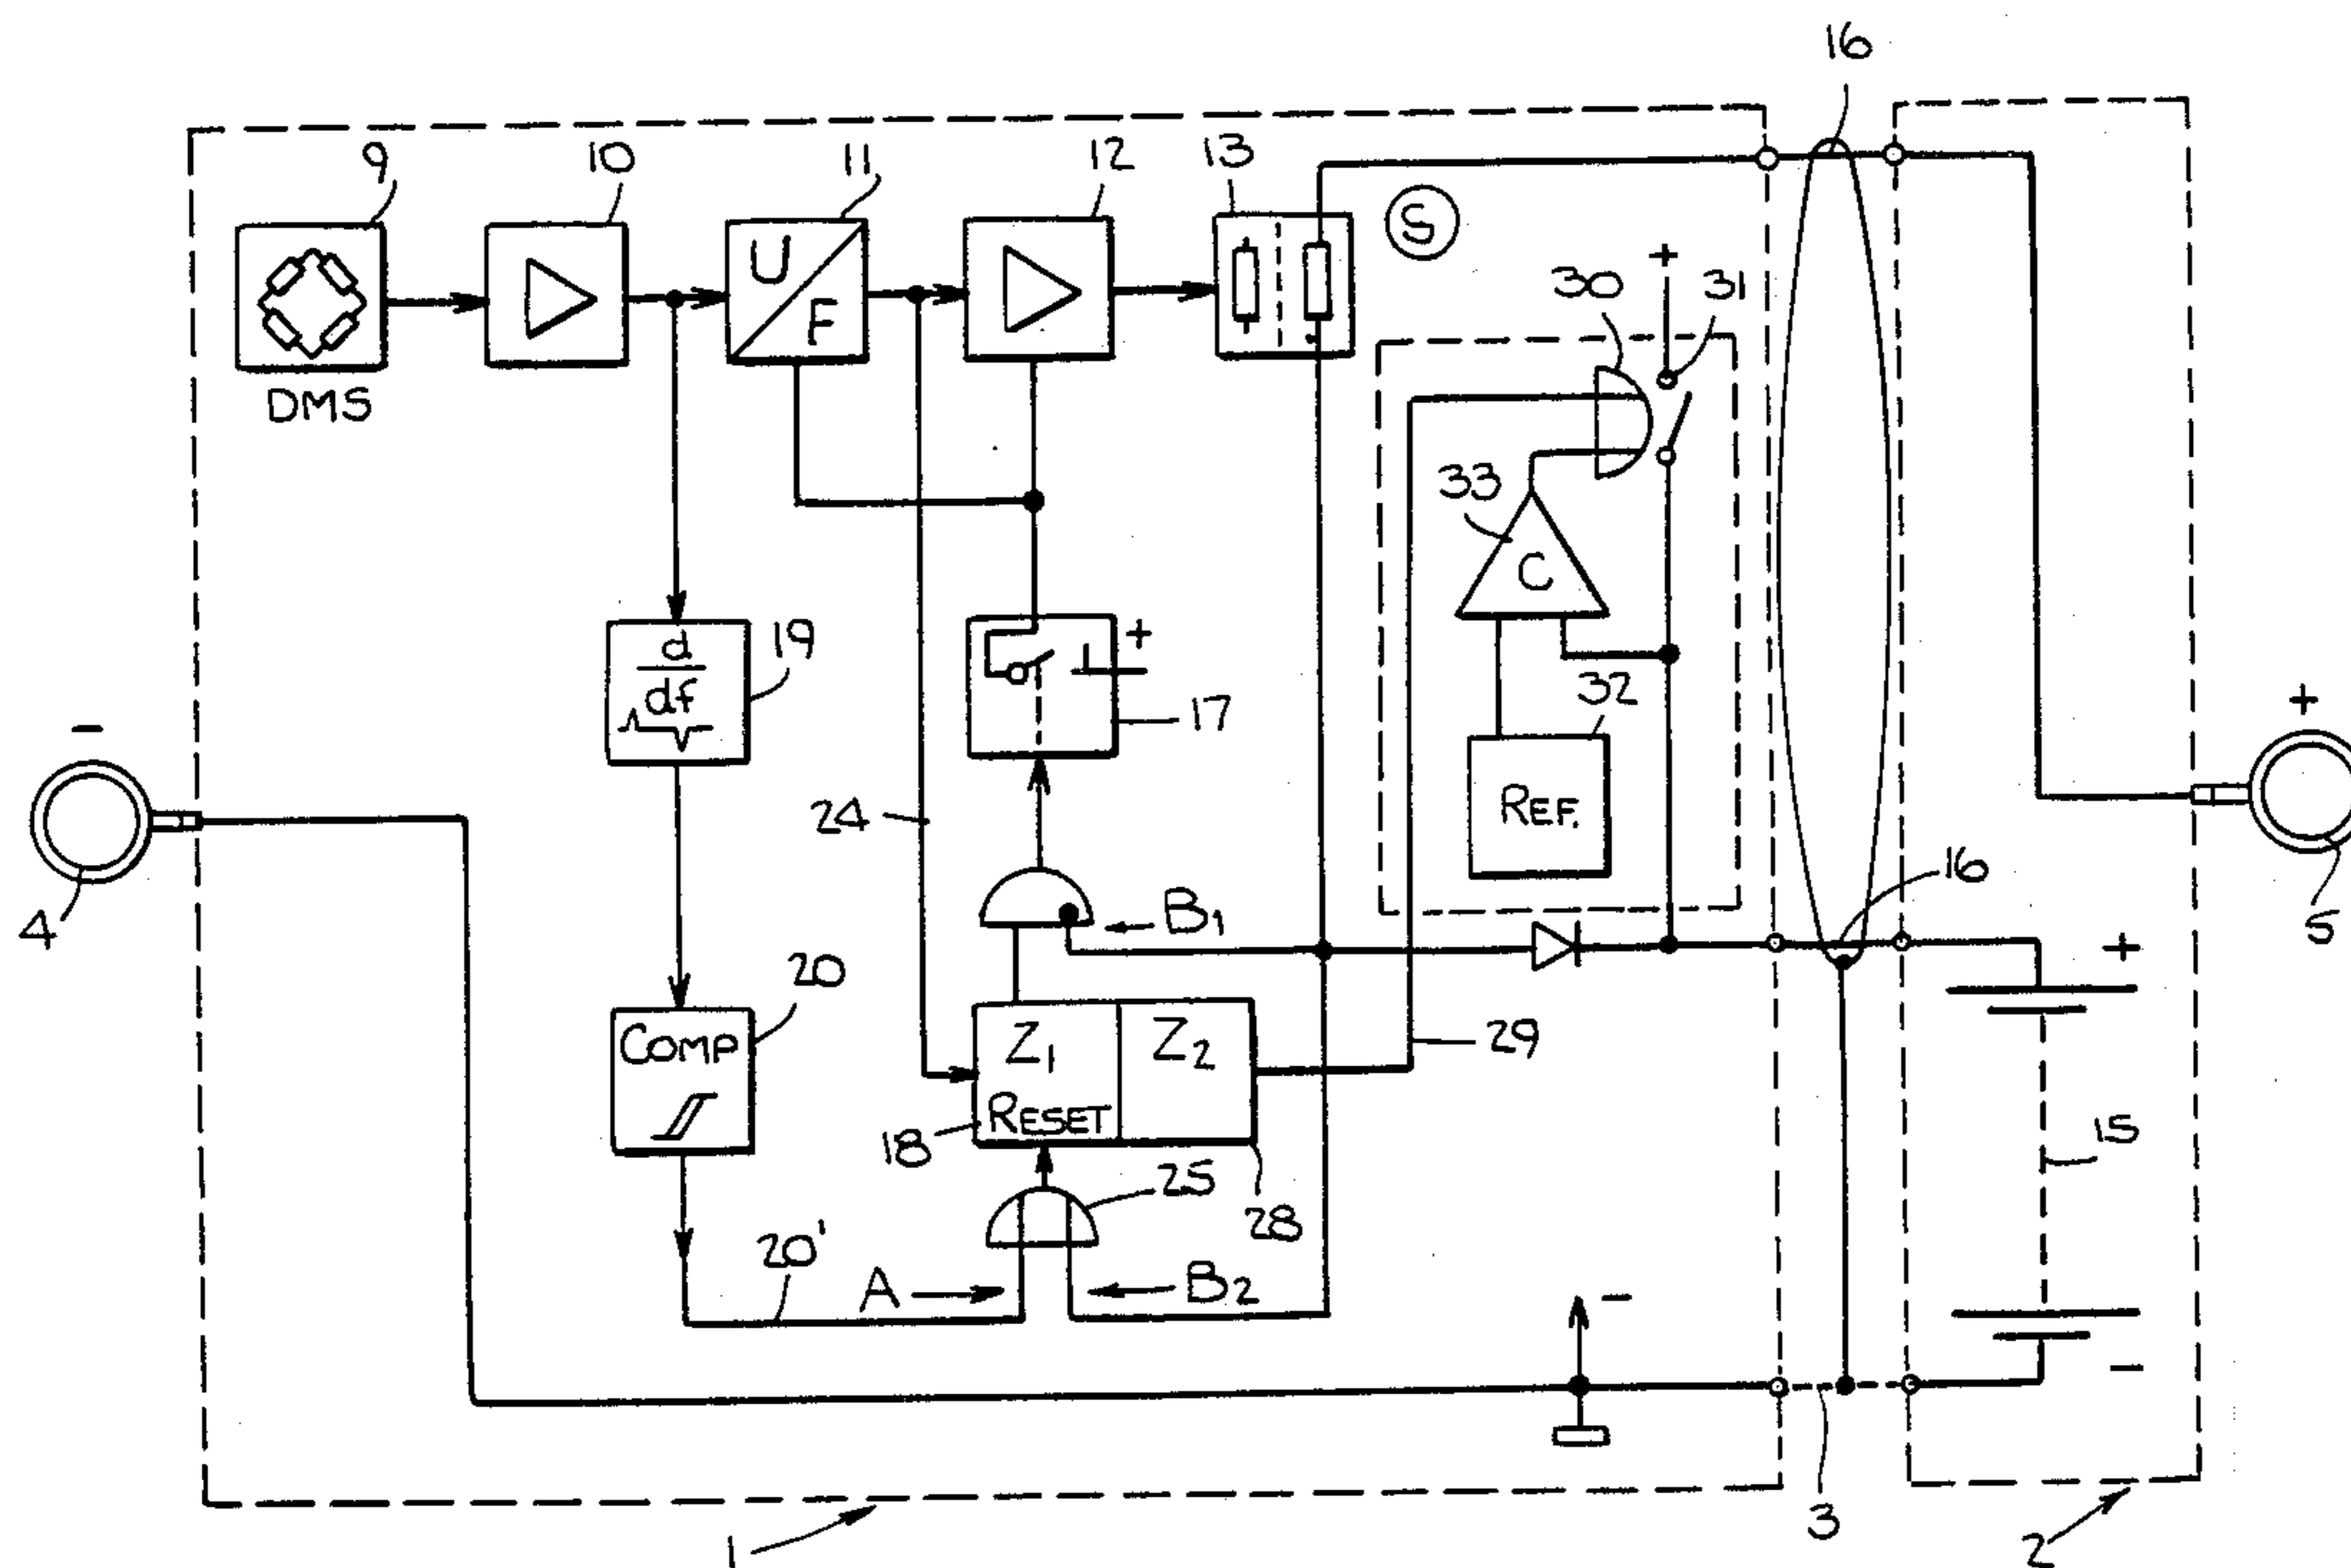 16
9
10
11
12
13
U
F
S
DMS
+
30
31
33
C
d
df
19
+
17
32
REF.
24
-
4
+
5
B1
16
+
20
COMP
Z1
Z2
RESET
18
28
29
15
25
20'
A
B2
-
-
1
3
2